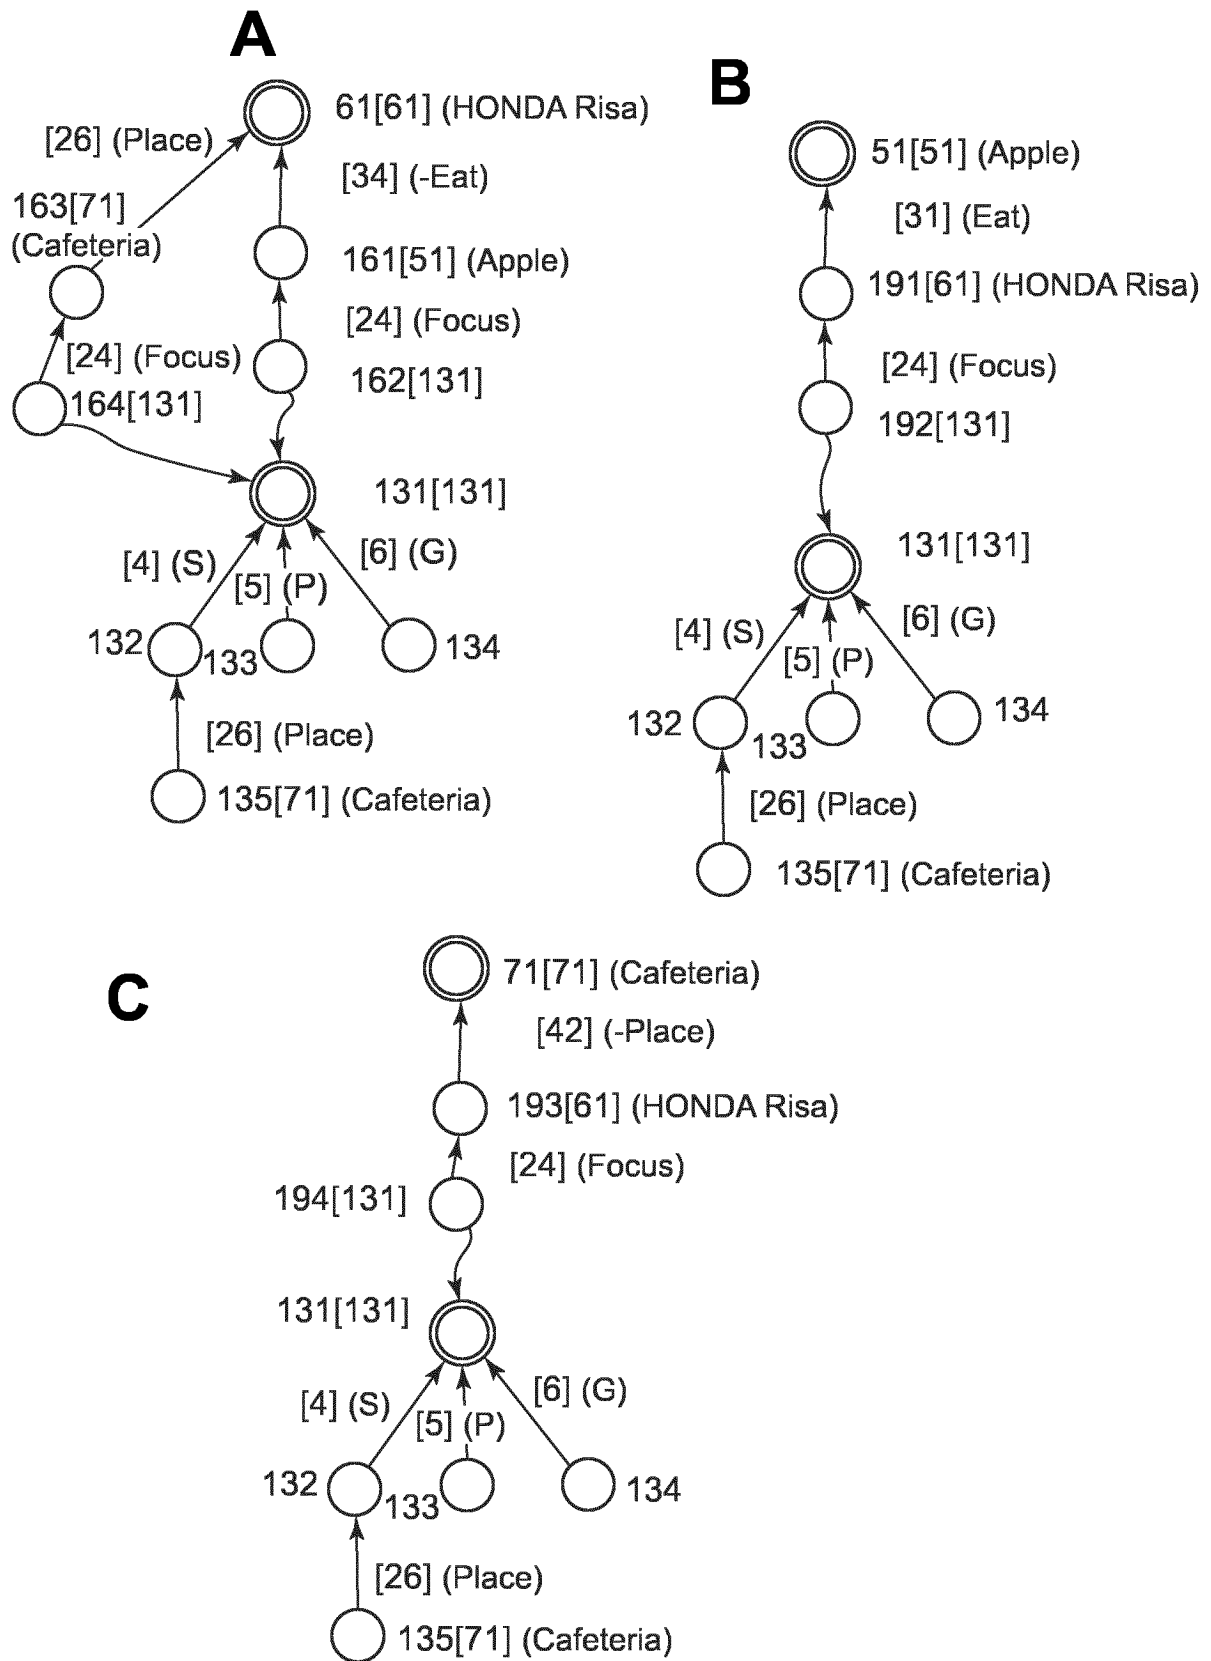 A
61[61] (HONDA Risa)
[26] (Place)
[34] (-Eat)
163[71]
(Cafeteria)
161[51] (Apple)
[24] (Focus)
[24] (Focus)
162[131]
164[131]
131[131]
[4] (S)
[5] (P)
[6] (G)
132
133
134
[26] (Place)
135[71] (Cafeteria)
B
51[51] (Apple)
[31] (Eat)
191[61] (HONDA Risa)
[24] (Focus)
192[131]
131[131]
[4] (S)
[5] (P)
[6] (G)
132
133
134
[26] (Place)
135[71] (Cafeteria)
C
71[71] (Cafeteria)
[42] (-Place)
193[61] (HONDA Risa)
[24] (Focus)
194[131]
131[131]
[4] (S)
[5] (P)
[6] (G)
132
133
134
[26] (Place)
135[71] (Cafeteria)